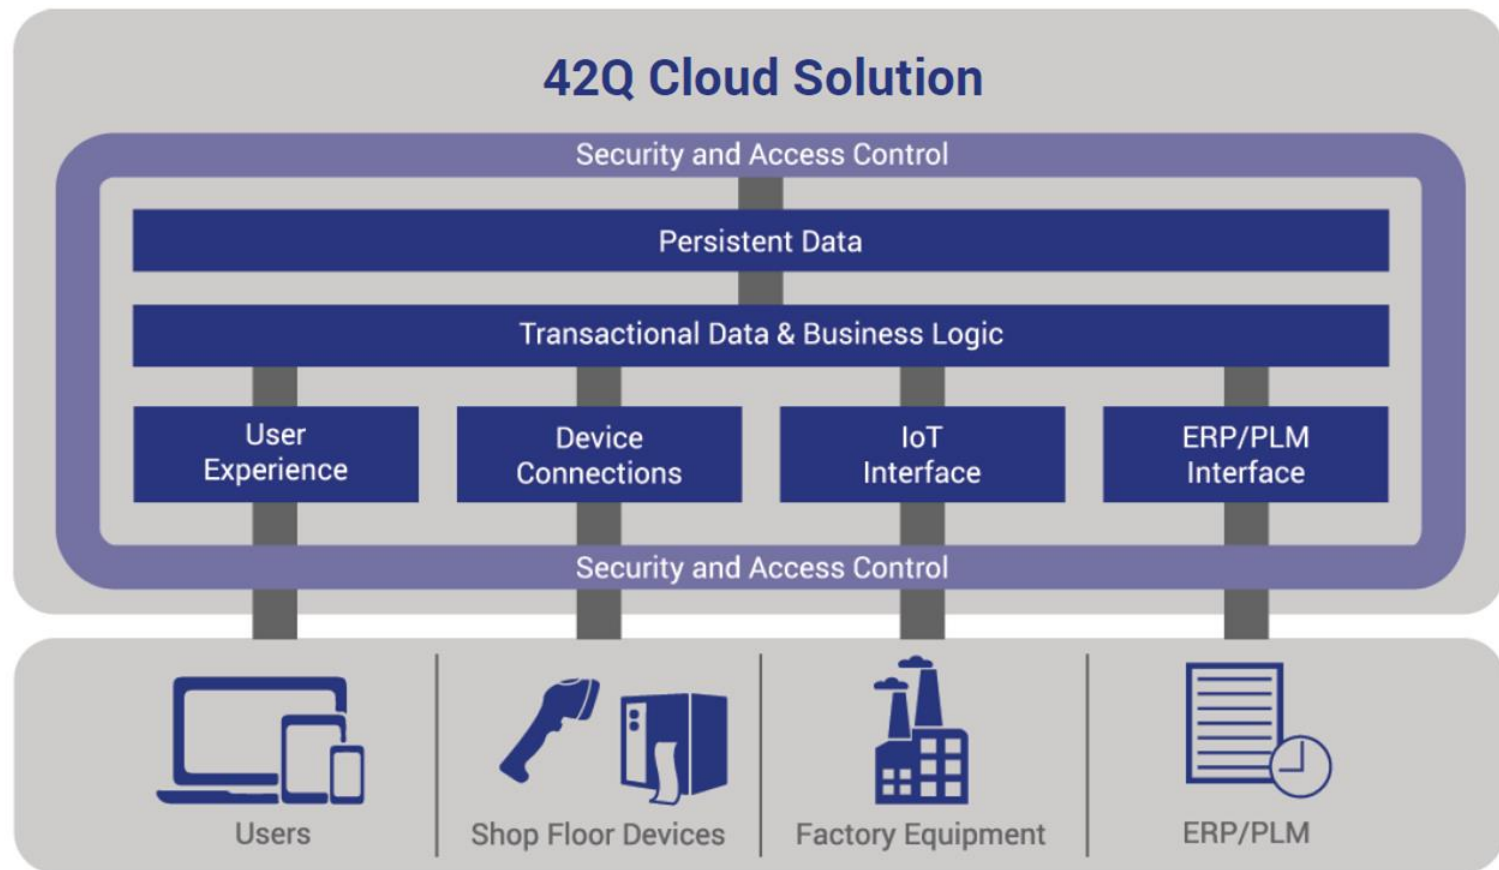 42Q Cloud Solution
Security and Access Control
Persistent Data
Transactional Data & Business Logic
User
Experience
Device
Connections
IoT
Interface
ERP/PLM
Interface
Security and Access Control
Users
Shop Floor Devices
Factory Equipment
ERP/PLM